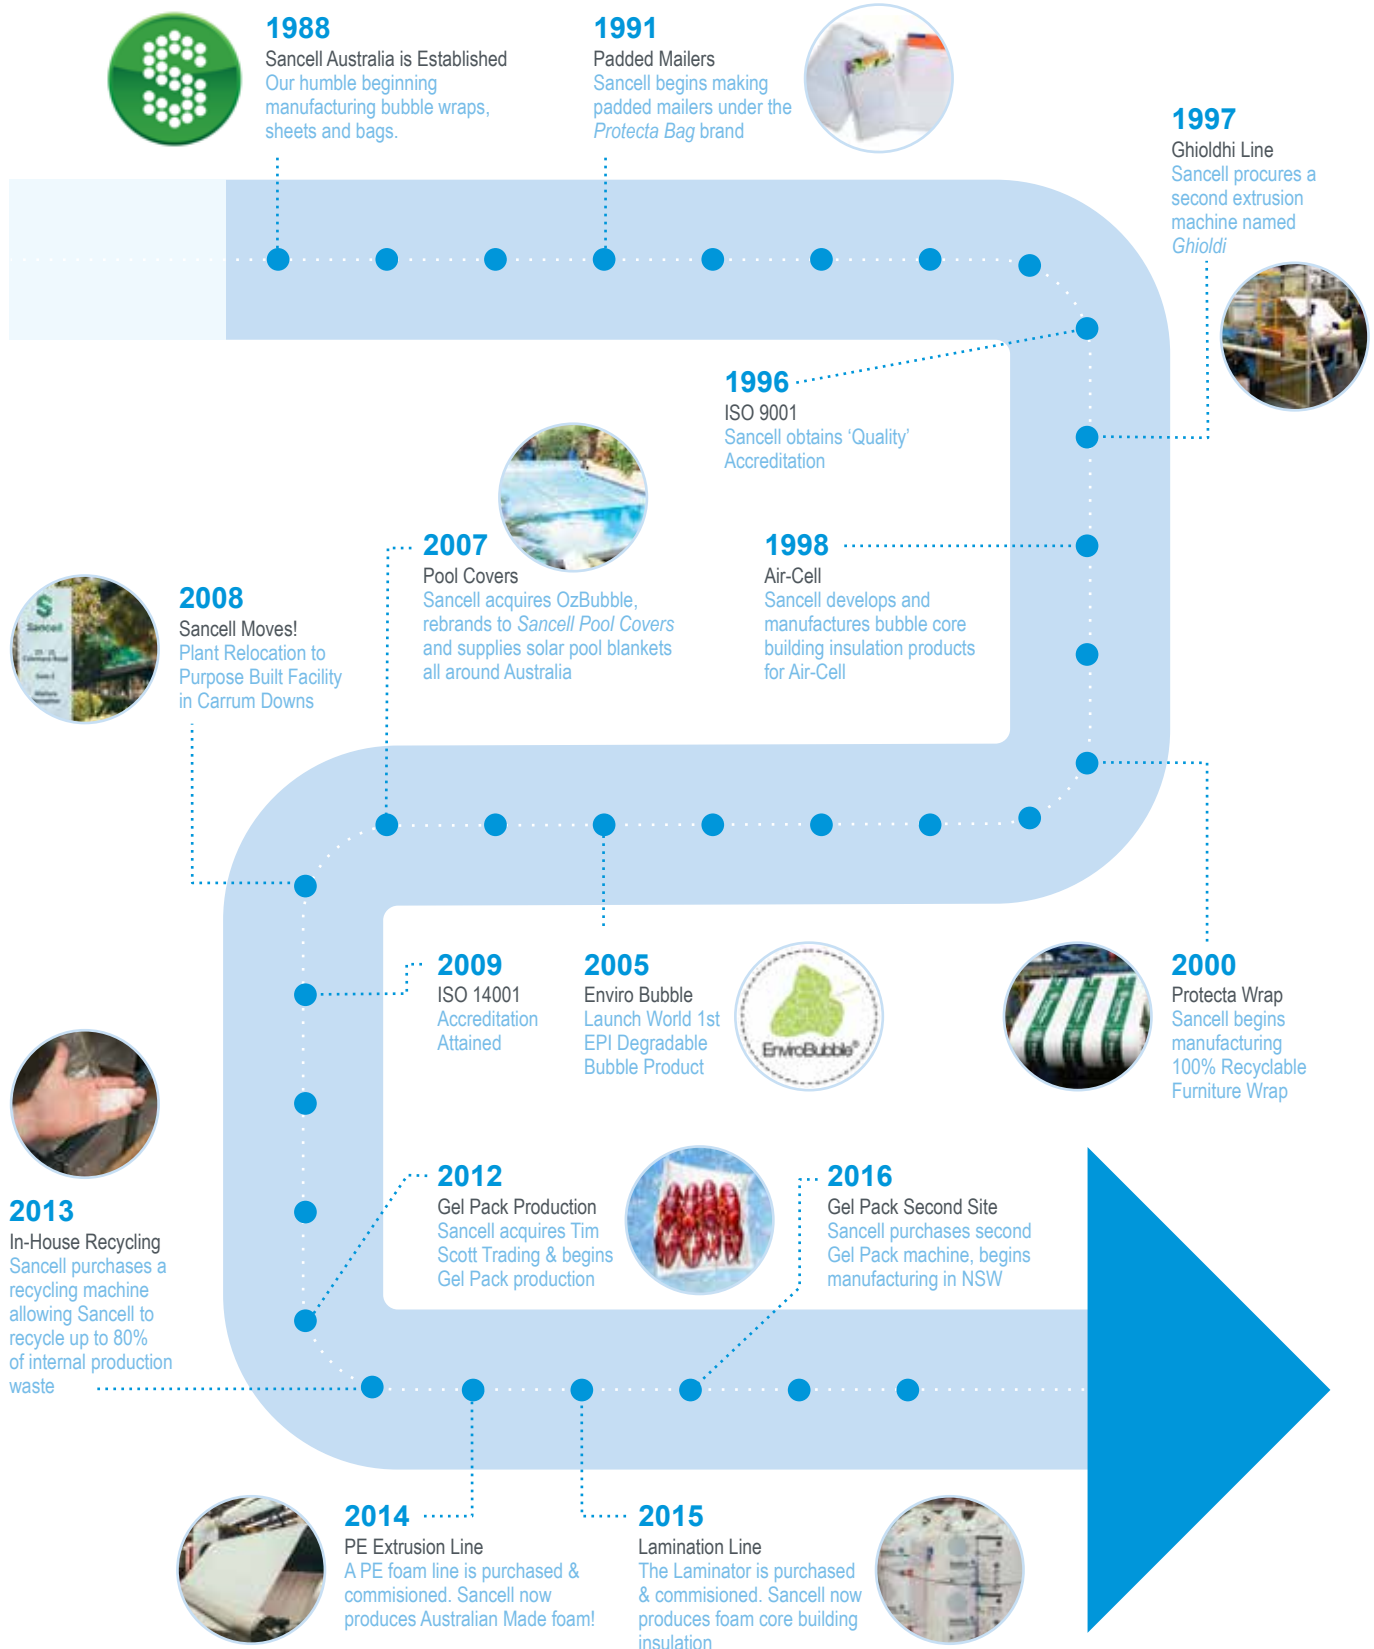 1988
Sancell Australia is Established
Our humble beginning
manufacturing bubble wraps,
sheets and bags.
1991
Padded Mailers
Sancell begins making
padded mailers under the
Protecta Bag brand
1997
Ghioldhi Line
Sancell procures a
second extrusion
machine named
Ghioldi
1996
ISO 9001
Sancell obtains ‘Quality’
Accreditation
1998
Air-Cell
Sancell develops and
manufactures bubble core
building insulation products
for Air-Cell
2007
Pool Covers
Sancell acquires OzBubble,
rebrands to Sancell Pool Covers
and supplies solar pool blankets
all around Australia
Sancell
2008
Sancell Moves!
Plant Relocation to
Purpose Built Facility
in Carrum Downs
2009
ISO 14001
Accreditation
Attained
2005
Enviro Bubble
Launch World 1st
EPI Degradable
Bubble Product
EnviroBubble®
2000
Protecta Wrap
Sancell begins
manufacturing
100% Recyclable
Furniture Wrap
2013
In-House Recycling
Sancell purchases a
recycling machine
allowing Sancell to
recycle up to 80%
of internal production
waste
2012
Gel Pack Production
Sancell acquires Tim
Scott Trading & begins
Gel Pack production
2016
Gel Pack Second Site
Sancell purchases second
Gel Pack machine, begins
manufacturing in NSW
2014
PE Extrusion Line
A PE foam line is purchased &
commisioned. Sancell now
produces Australian Made foam!
2015
Lamination Line
The Laminator is purchased
& commisioned. Sancell now
produces foam core building
insulation